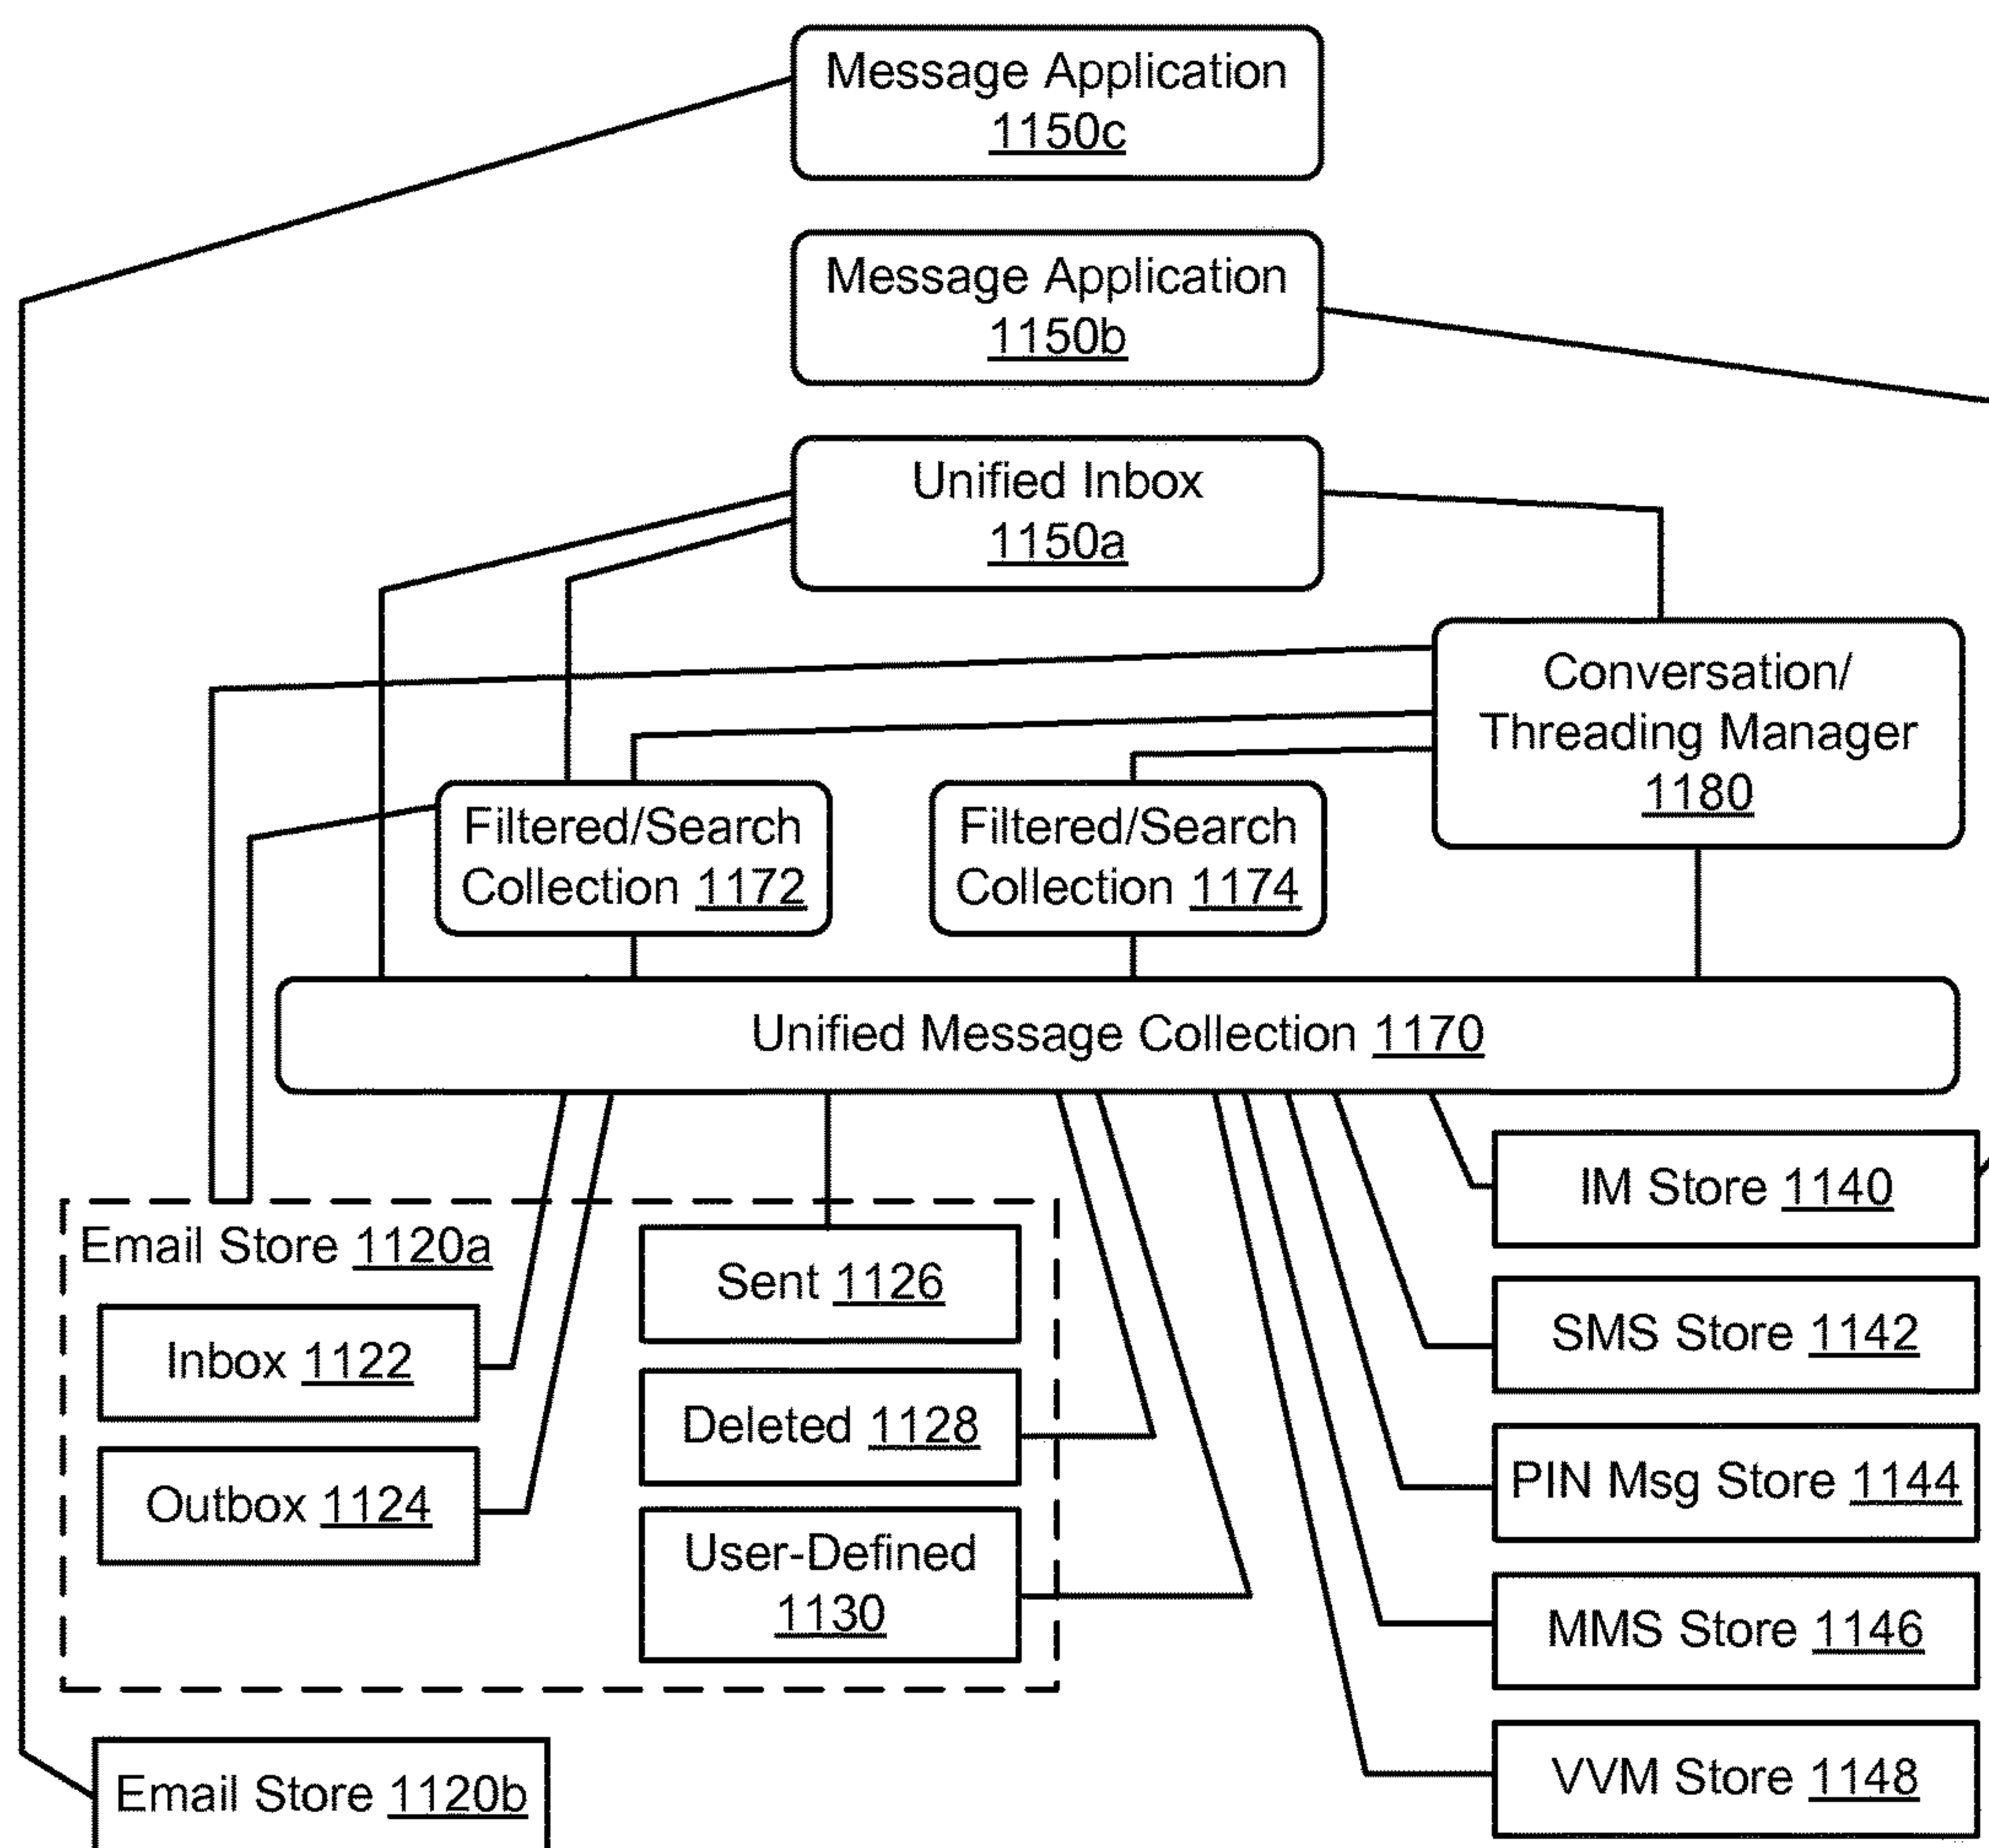 Message Application
1150c
Message Application
1150b
Unified Inbox
1150a
Conversation/
Threading Manager
1180
Filtered/Search
Collection 1172
Filtered/Search
Collection 1174
Unified Message Collection 1170
Email Store 1120a
Inbox 1122
Outbox 1124
Sent 1126
Deleted 1128
User-Defined
1130
IM Store 1140
SMS Store 1142
PIN Msg Store 1144
MMS Store 1146
VVM Store 1148
Email Store 1120b